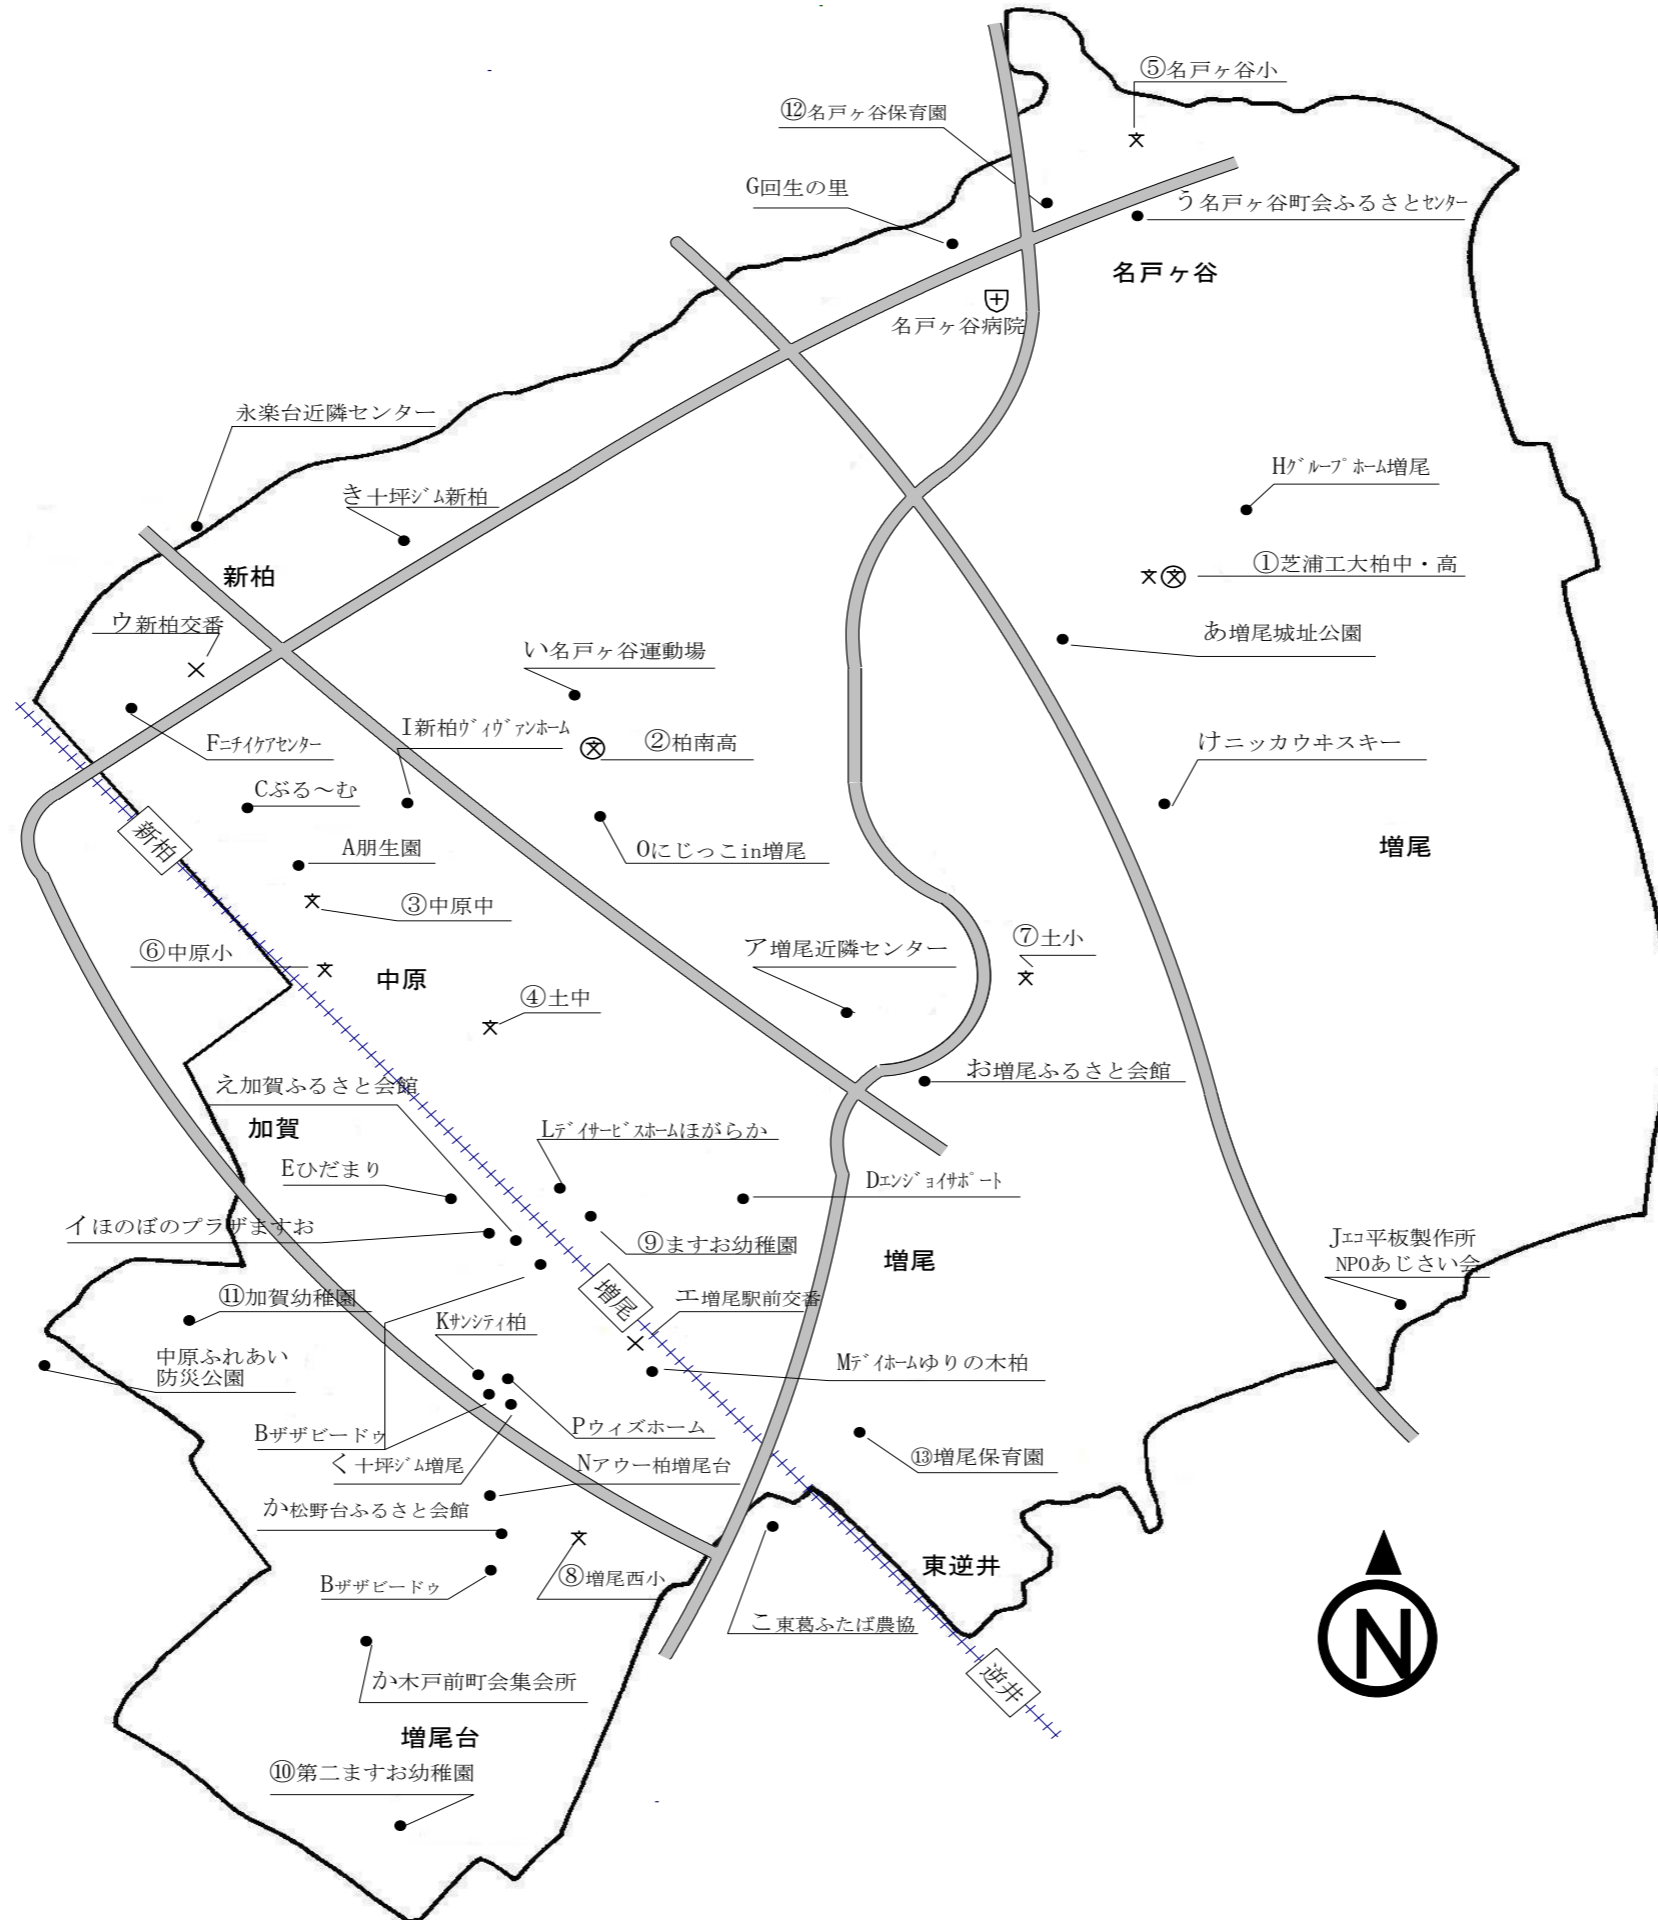 ⑤名戸ヶ谷小
⑫名戸ヶ谷保育園
G回生の里
う名戸ヶ谷町会ふるさとセンター
名戸ヶ谷
名戸ヶ谷病院
永楽台近隣センター
き十坪ジム新柏
Hグループホーム増尾
新柏
①芝浦工大柏中・高
ウ新柏交番
あ増尾城址公園
い名戸ヶ谷運動場
I新柏ヴィヴァンホーム
②柏南高
Fニチイケアセンター
けニッカウヰスキー
Cぶる～む
新柏
A朋生園
Oにじっこin増尾
増尾
③中原中
⑥中原小
中原
ア増尾近隣センター
⑦土小
④土中
え加賀ふるさと会館
お増尾ふるさと会館
加賀
Lデイサービスホームほがらか
Eひだまり
Dエンジョイサポート
イほのぼのプラザますお
⑨ますお幼稚園
増尾
Jエコ平板製作所
NPOあじさい会
⑪加賀幼稚園
増尾
エ増尾駅前交番
Kサンシティ柏
中原ふれあい
防災公園
Mデイホームゆりの木柏
Bザザビードゥ
Pウィズホーム
く十坪ジム増尾
Nアウー柏増尾台
⑬増尾保育園
か松野台ふるさと会館
Bザザビードゥ
⑧増尾西小
東逆井
こ東葛ふたば農協
逆井
か木戸前町会集会所
増尾台
⑩第二ますお幼稚園
N